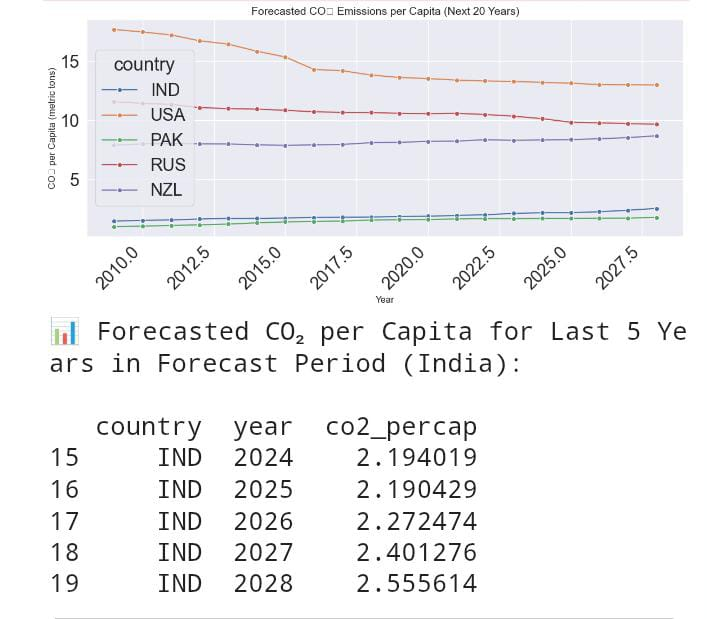 Forecasted CO□ Emissions per Capita (Next 20 Years)
CO□ per Capita (metric tons)
15
10
5
country
IND
USA
PAK
RUS
NZL
2010.0 2012.5 2015.0 2017.5 2020.0 2022.5 2025.0 2027.5
Year
📊 Forecasted CO₂ per Capita for Last 5 Ye
ars in Forecast Period (India):
country year co2_percap
15 IND 2024 2.194019
16 IND 2025 2.190429
17 IND 2026 2.272474
18 IND 2027 2.401276
19 IND 2028 2.555614